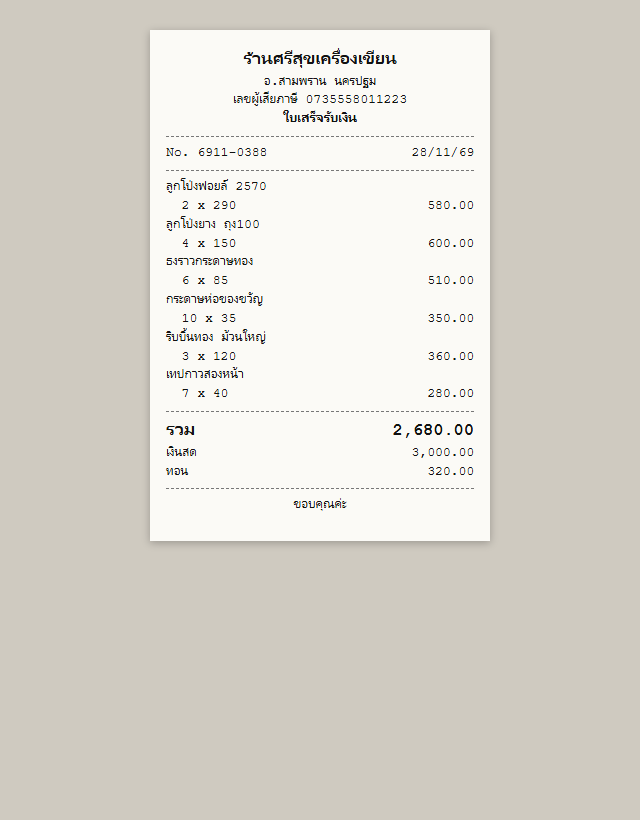 ร้านศรีสุขเครื่องเขียน
อ.สามพราน นครปฐม
เลขผู้เสียภาษี 0735558011223
ใบเสร็จรับเงิน
No. 6911-0388 28/11/69
ลูกโป่งฟอยล์ 2570
2 x 290 580.00
ลูกโป่งยาง ถุง100
4 x 150 600.00
ธงราวกระดาษทอง
6 x 85 510.00
กระดาษห่อของขวัญ
10 x 35 350.00
ริบบิ้นทอง ม้วนใหญ่
3 x 120 360.00
เทปกาวสองหน้า
7 x 40 280.00
รวม 2,680.00
เงินสด 3,000.00
ทอน 320.00
ขอบคุณค่ะ